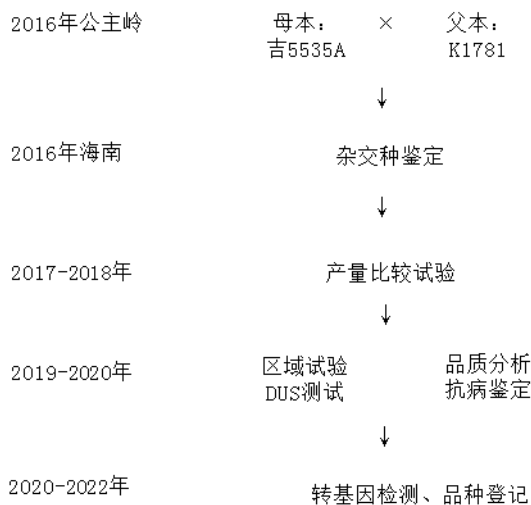 2016年公主岭 母本: × 父本:
吉5535A K1781
↓
2016年海南 杂交种鉴定
↓
2017-2018年 产量比较试验
↓
2019-2020年 区域试验 品质分析
DUS测试 抗病鉴定
↓
2020-2022年 转基因检测、品种登记